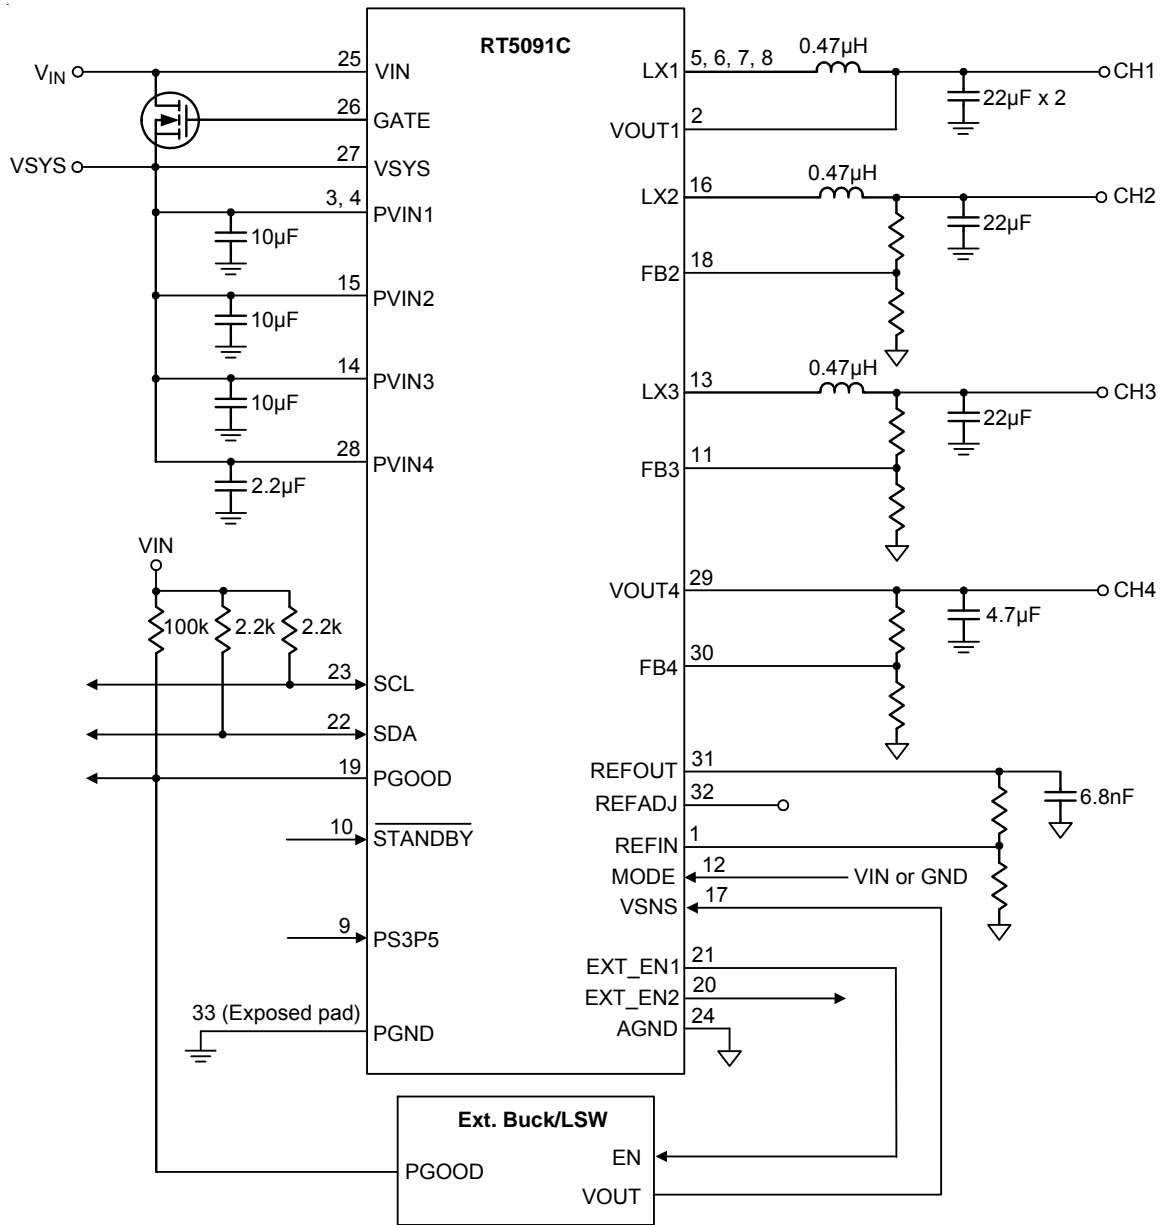 RT5091C
VIN
25
VIN
26
GATE
VSYS
27
VSYS
3, 4
PVIN1
10µF
15
PVIN2
10µF
14
PVIN3
10µF
28
PVIN4
2.2µF
VIN
100k
2.2k
2.2k
23
SCL
22
SDA
19
PGOOD
10
STANDBY
9
PS3P5
33 (Exposed pad)
PGND
LX1
5, 6, 7, 8
0.47µH
CH1
22µF x 2
VOUT1
2
LX2
16
0.47µH
CH2
22µF
FB2
18
LX3
13
0.47µH
CH3
22µF
FB3
11
VOUT4
29
CH4
4.7µF
FB4
30
REFOUT
31
6.8nF
REFADJ
32
REFIN
1
MODE
12
VIN or GND
VSNS
17
EXT_EN1
21
EXT_EN2
20
AGND
24
Ext. Buck/LSW
PGOOD
EN
VOUT